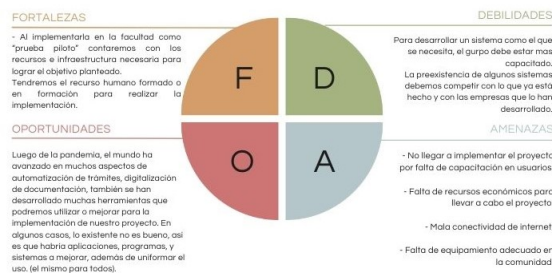 FORTALEZAS
- Al implementarla en la facultad como
"prueba piloto" contaremos con los
recursos e infraestructura necesaria para
lograr el objetivo planteado.
Tendremos el recurso humano formado o
en formación para realizar la
implementación.
OPORTUNIDADES
Luego de la pandemia, el mundo ha
avanzado en muchos aspectos de
automatización de trámites, digitalización
de documentación, también se han
desarrollado muchas herramientas que
podremos utilizar o mejorar para la
implementación de nuestro proyecto. En
algunos casos, lo existente no es bueno, así
es que habría aplicaciones, programas, y
sistemas a mejorar, además de uniformar el
uso. (el mismo para todos).
F
D
O
A
DEBILIDADES
Para desarrollar un sistema como el que
se necesita, el gurpo debe estar mas
capacitado.
La preexistencia de algunos sistemas
debemos competir con lo que ya está
hecho y con las empresas que lo han
desarrollado.
AMENAZAS
- No llegar a implementar el proyecto
por falta de capacitación en usuarios
- Falta de recursos económicos para
llevar a cabo el proyecto
- Mala conectividad de internet
- Falta de equipamiento adecuado en
la comunidad